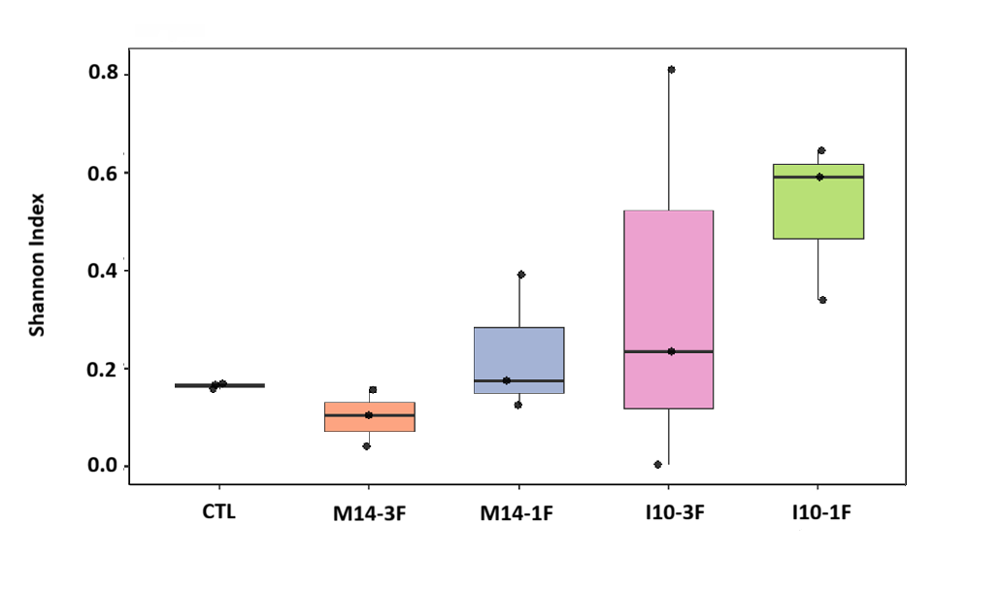 Shannon Index
0.8
0.6
0.4
0.2
0.0
CTL
M14-3F
M14-1F
I10-3F
I10-1F